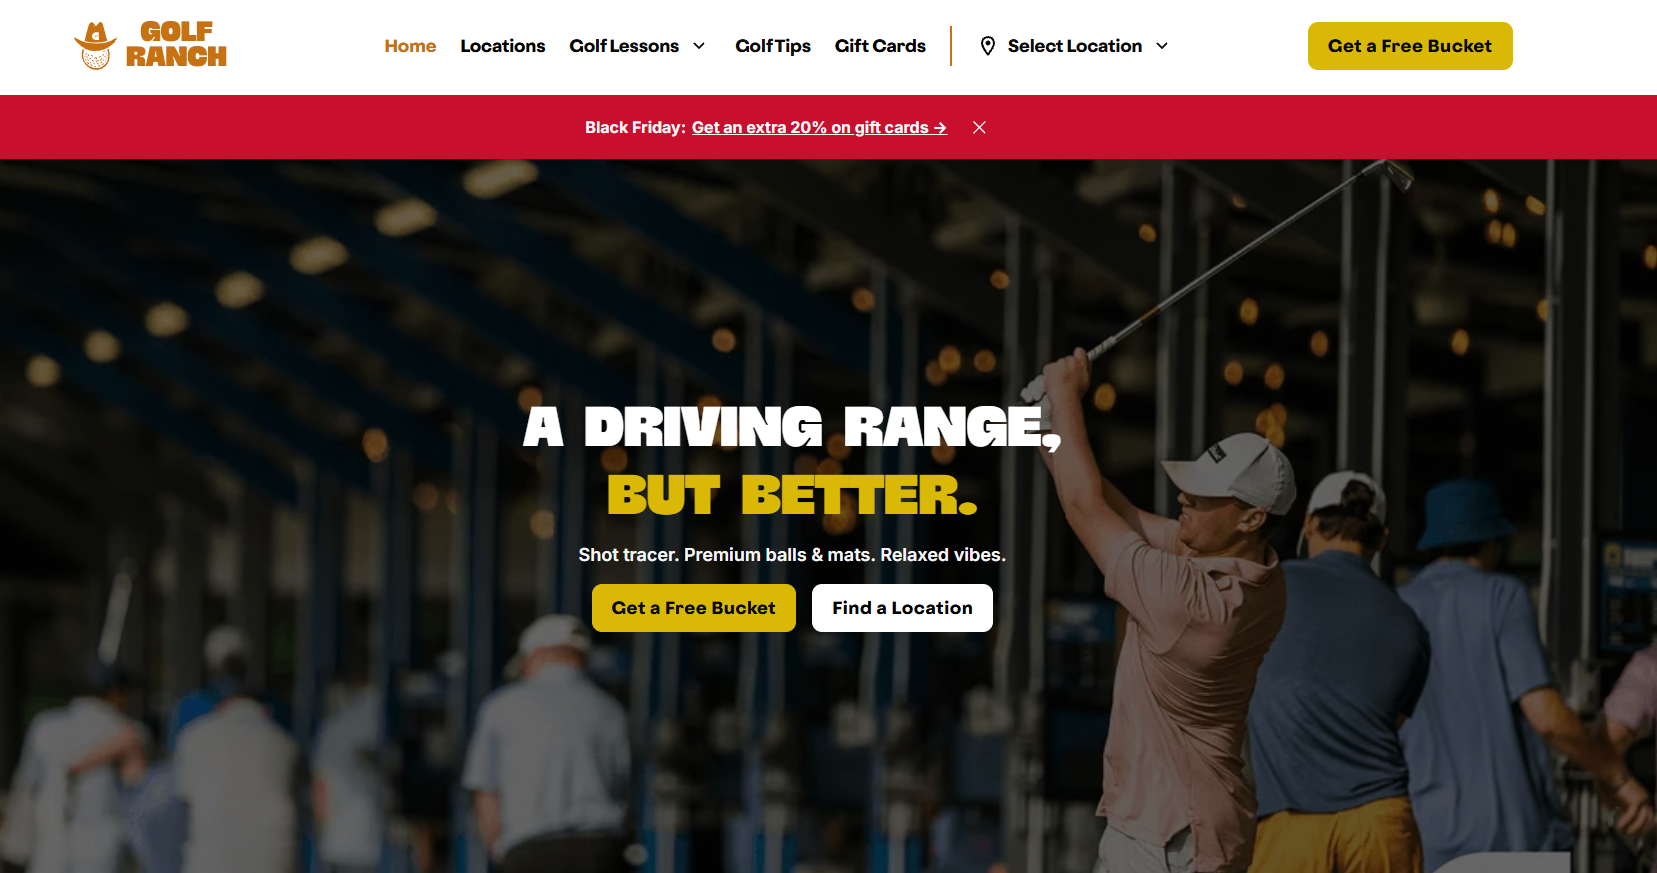 GOLF
RANCH
Home
Locations
Golf Lessons
Golf Tips
Gift Cards
Select Location
Get a Free Bucket
Black Friday: Get an extra 20% on gift cards →
A DRIVING RANGE,
BUT BETTER.
Shot tracer. Premium balls & mats. Relaxed vibes.
Get a Free Bucket
Find a Location